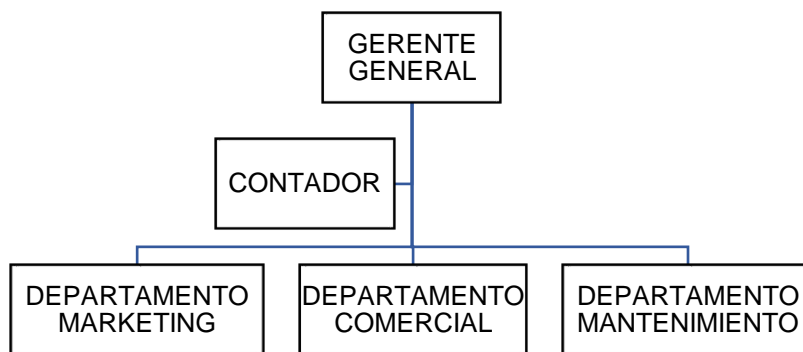 GERENTE
GENERAL
CONTADOR
DEPARTAMENTO
MARKETING
DEPARTAMENTO
COMERCIAL
DEPARTAMENTO
MANTENIMIENTO